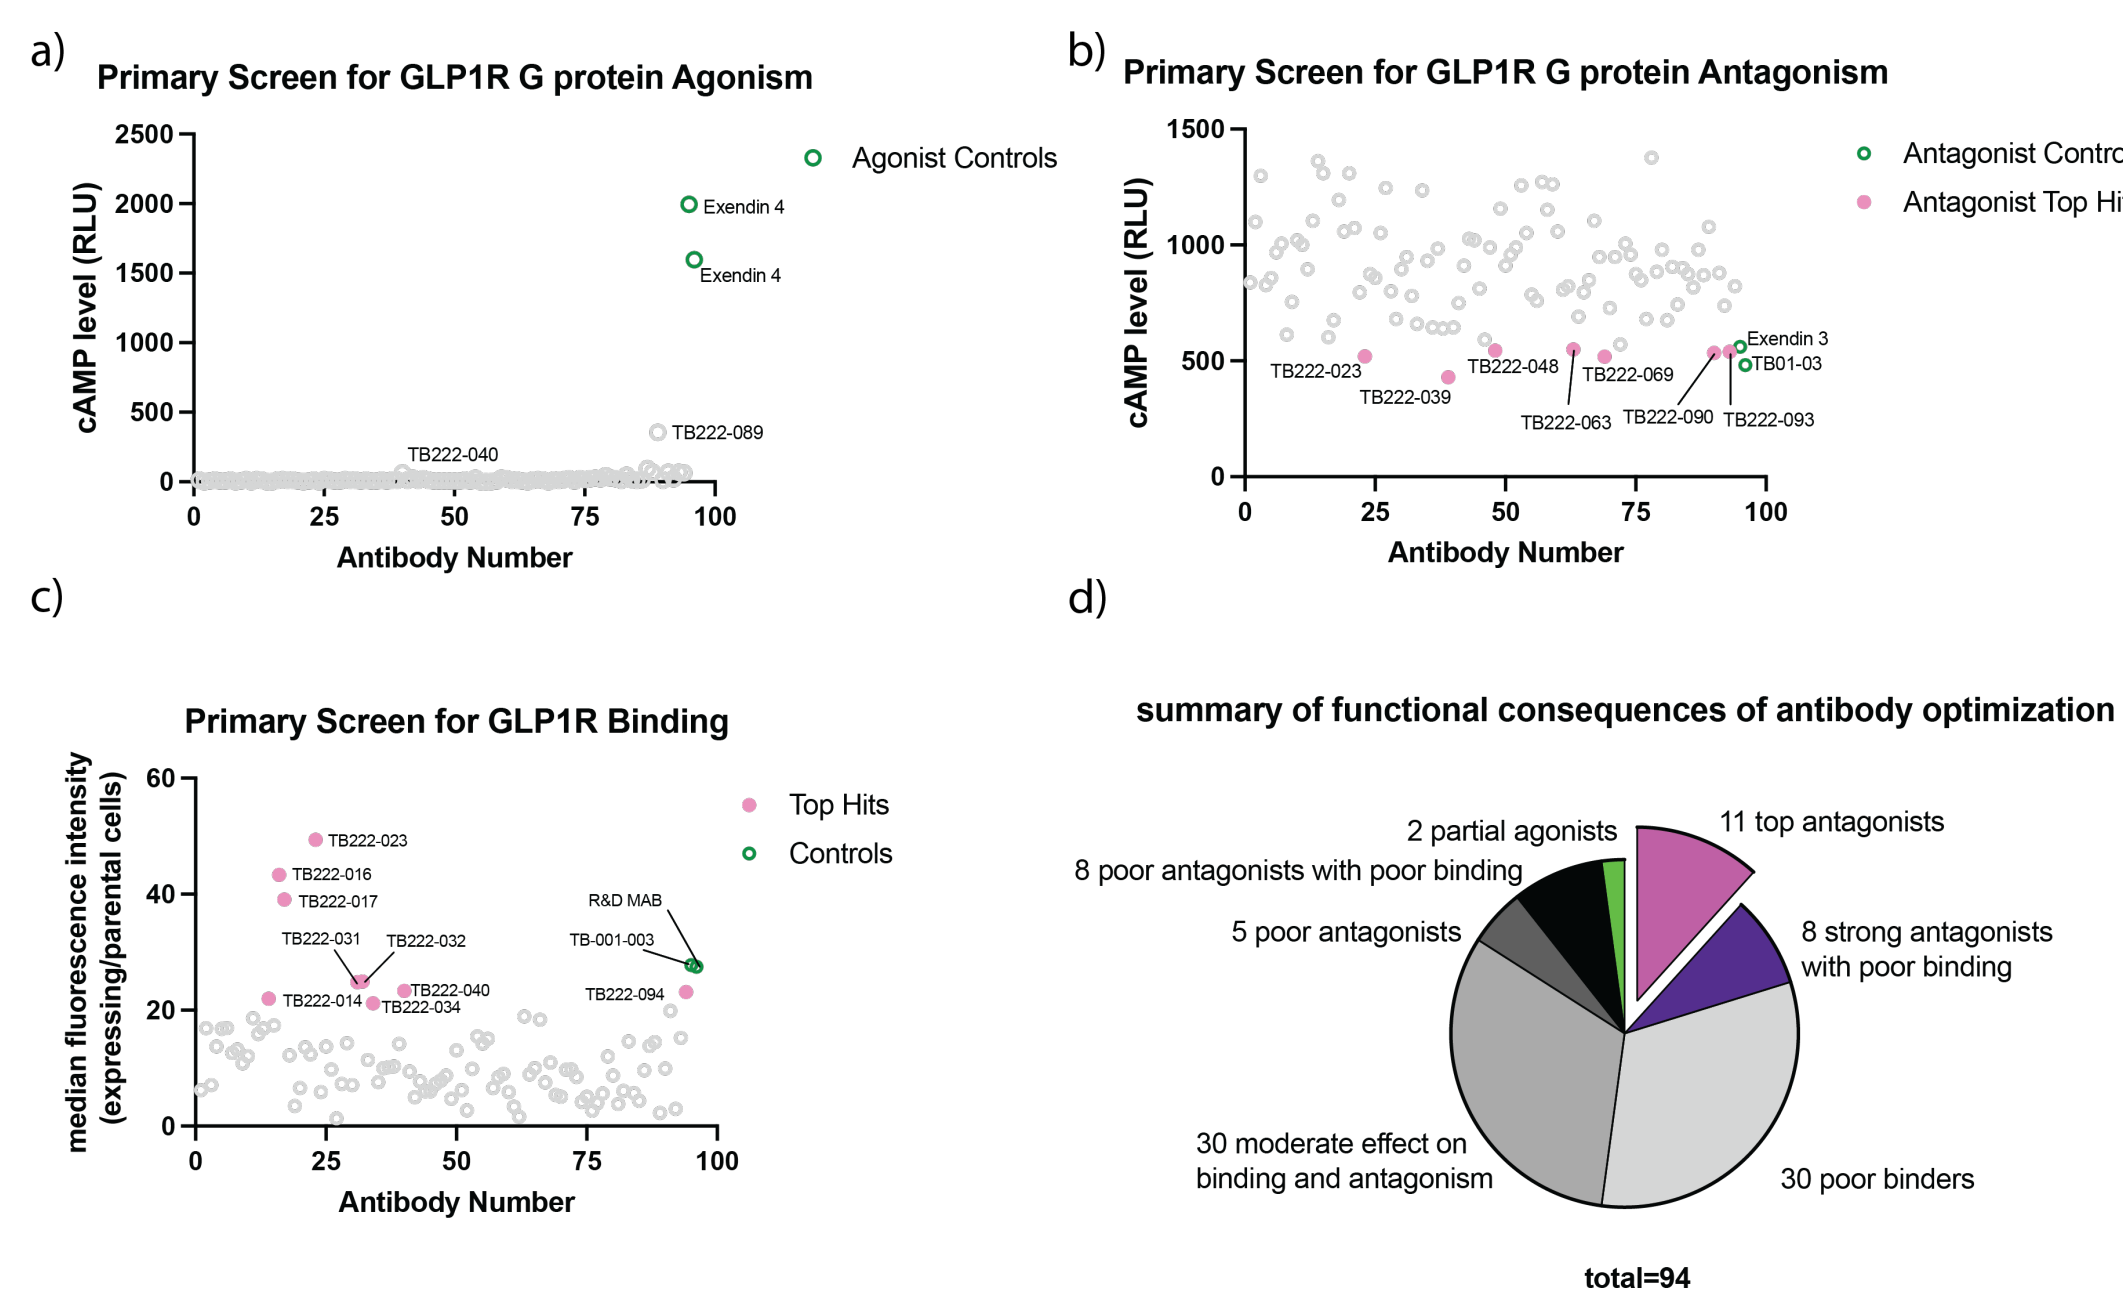 a)
Primary Screen for GLP1R G protein Agonism
cAMP level (RLU)
2500
2000
1500
1000
500
0
0 25 50 75 100
Antibody Number
Agonist Controls
Exendin 4
Exendin 4
TB222-089
TB222-040
b)
Primary Screen for GLP1R G protein Antagonism
cAMP level (RLU)
1500
1000
500
0
0 25 50 75 100
Antibody Number
Antagonist Contro
Antagonist Top Hi
Exendin 3
TB01-03
TB222-023
TB222-039
TB222-048
TB222-063
TB222-069
TB222-090
TB222-093
c)
Primary Screen for GLP1R Binding
median fluorescence intensity
(expressing/parental cells)
60
40
20
0
0 25 50 75 100
Antibody Number
Top Hits
Controls
TB222-023
TB222-016
TB222-017
TB222-031
TB222-032
TB222-014
TB222-040
TB222-034
R&D MAB
TB-001-003
TB222-094
d)
summary of functional consequences of antibody optimization
2 partial agonists
11 top antagonists
8 poor antagonists with poor binding
5 poor antagonists
8 strong antagonists
with poor binding
30 moderate effect on
binding and antagonism
30 poor binders
total=94